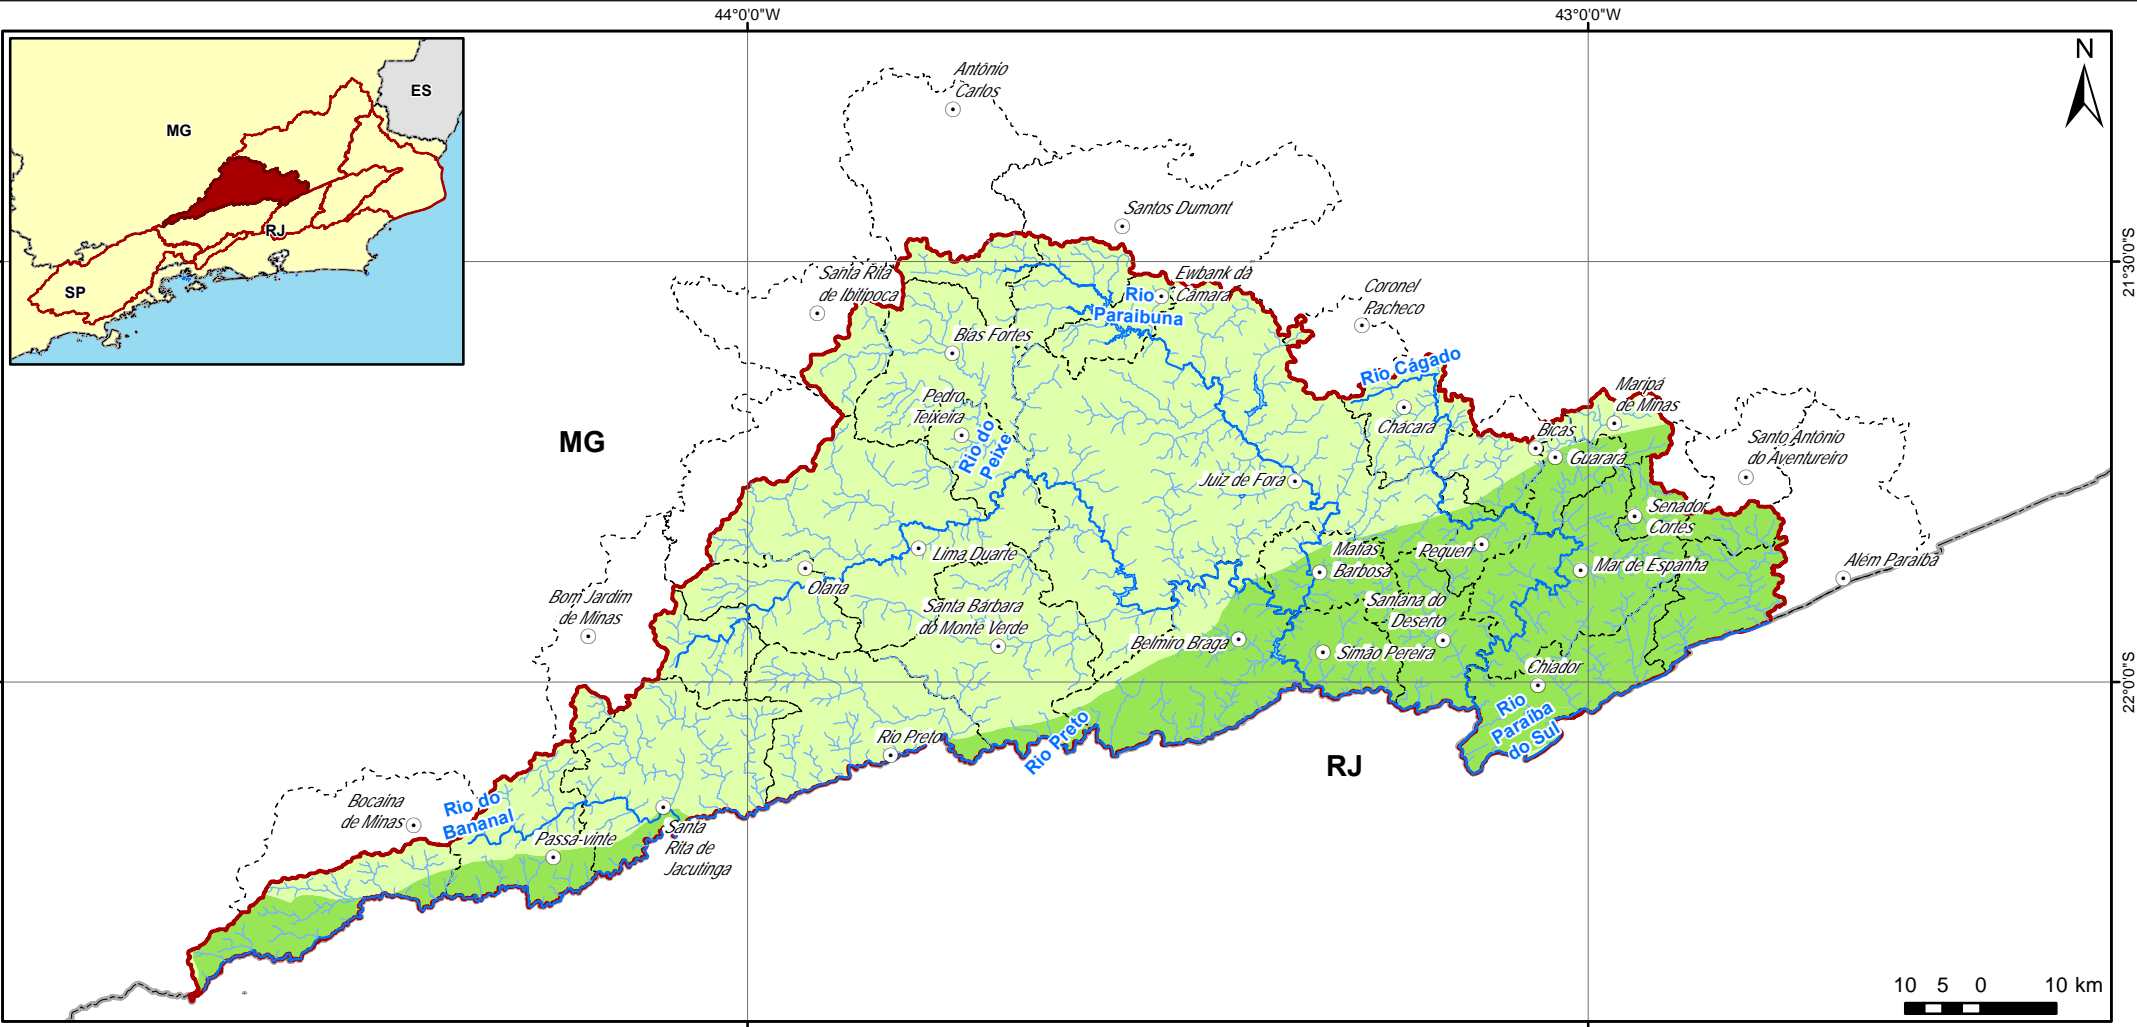 44°0'0"W
43°0'0"W
N
ES
MG
RJ
SP
Antônio
Carlos
Santos Dumont
21°30'0"S
Santa Rita
de Ibitipoca
Ewbank da
Câmara
Rio
Paraibuna
Coronel
Pacheco
Bias Fortes
Rio Cágado
Pedro
Teixeira
Maripá
de Minas
Chácara
Bicas
Guarará
Santo Antônio
do Aventureiro
MG
Rio do
Peixe
Juiz de Fora
Senador
Cortes
Lima Duarte
Matias
Barbosa
Pequeri
Mar de Espanha
Além Paraíba
Olaria
Bom Jardim
de Minas
Santa Bárbara
do Monte Verde
Santana do
Deserto
Belmiro Braga
Simão Pereira
Chiador
22°0'0"S
Rio
Paraíba
do Sul
Rio Preto
Rio Preto
RJ
Bocaina
de Minas
Rio do
Bananal
Passa-vinte
Santa
Rita de
Jacutinga
10 5 0 10 km